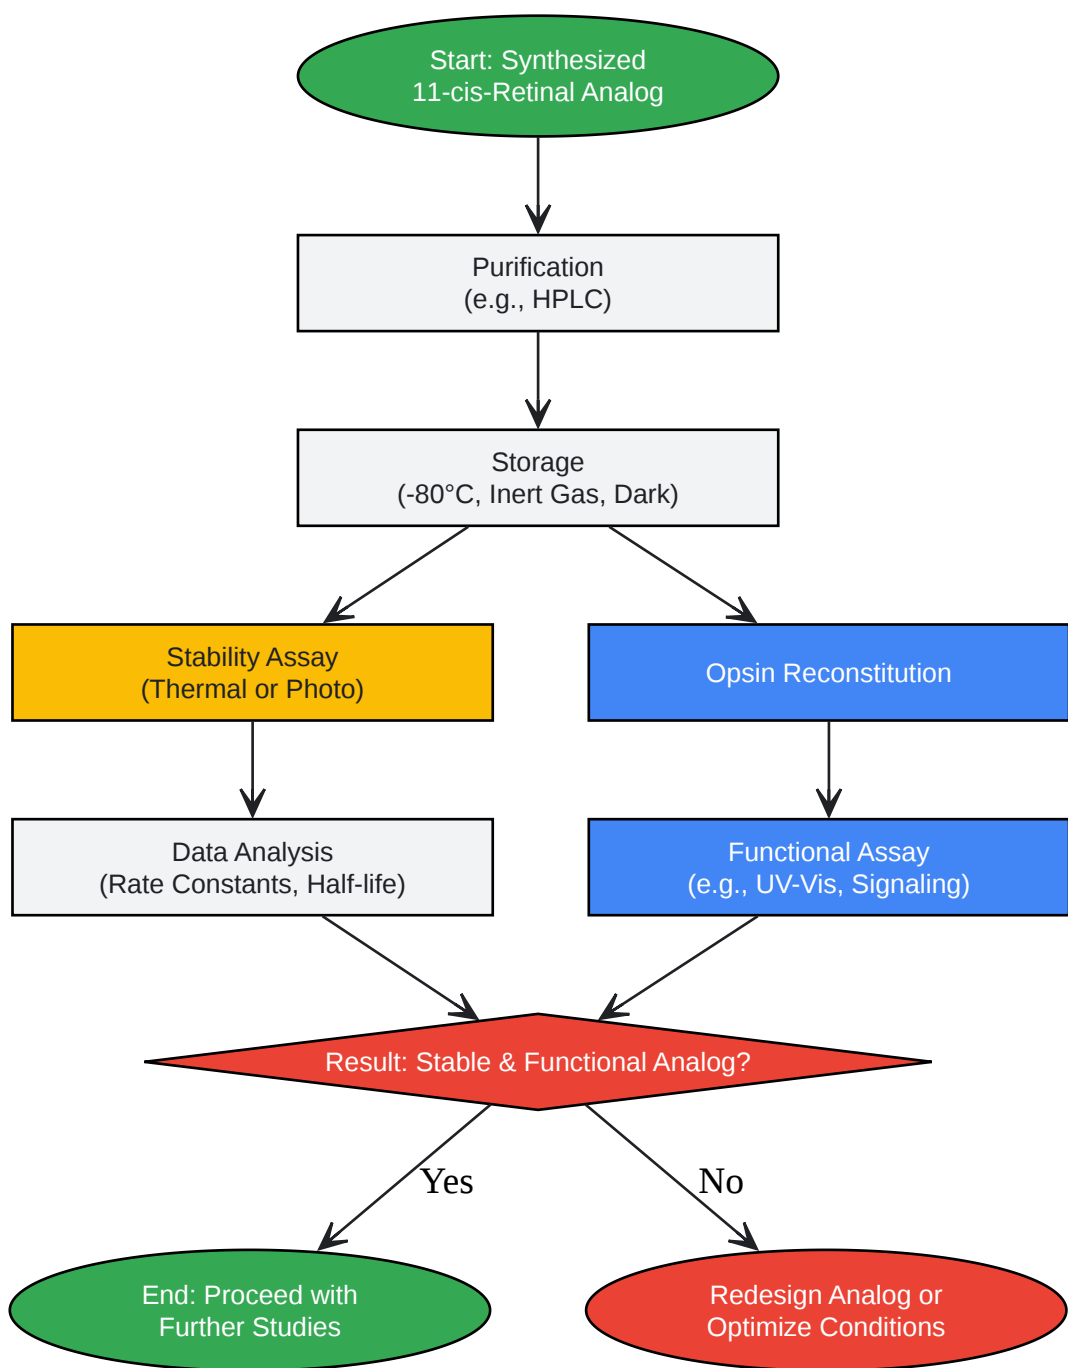 Start: Synthesized
11-cis-Retinal Analog
Purification
(e.g., HPLC)
Storage
(-80°C, Inert Gas, Dark)
Stability Assay
(Thermal or Photo)
Opsin Reconstitution
Data Analysis
(Rate Constants, Half-life)
Functional Assay
(e.g., UV-Vis, Signaling)
Result: Stable & Functional Analog?
Yes
No
End: Proceed with
Further Studies
Redesign Analog or
Optimize Conditions